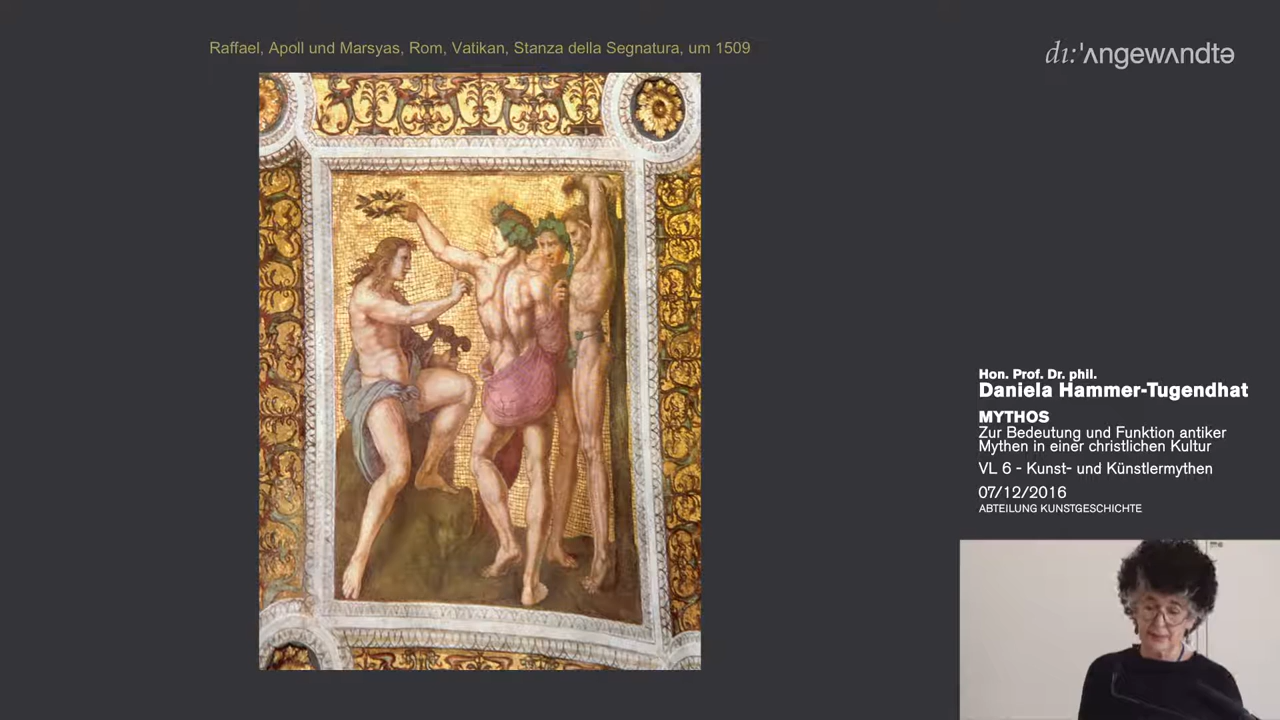 Raffael, Apoll und Marsyas, Rom, Vatikan, Stanza della Segnatura, um 1509
dı:ˈʌngewʌndtə
Hon. Prof. Dr. phil.
Daniela Hammer-Tugendhat
MYTHOS
Zur Bedeutung und Funktion antiker
Mythen in einer christlichen Kultur
VL 6 - Kunst- und Künstlermythen
07/12/2016
ABTEILUNG KUNSTGESCHICHTE